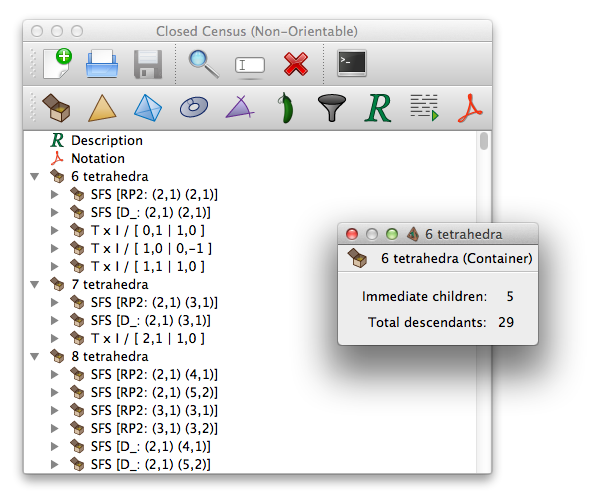 Closed Census (Non-Orientable)
R Description
Notation
6 tetrahedra
SFS [RP2: (2,1) (2,1)]
SFS [D_: (2,1) (2,1)]
T x I / [ 0,1 | 1,0 ]
T x I / [ 1,0 | 0,-1 ]
T x I / [ 1,1 | 1,0 ]
7 tetrahedra
SFS [RP2: (2,1) (3,1)]
SFS [D_: (2,1) (3,1)]
T x I / [ 2,1 | 1,0 ]
8 tetrahedra
SFS [RP2: (2,1) (4,1)]
SFS [RP2: (2,1) (5,2)]
SFS [RP2: (3,1) (3,1)]
SFS [RP2: (3,1) (3,2)]
SFS [D_: (2,1) (4,1)]
SFS [D_: (2,1) (5,2)]
6 tetrahedra
6 tetrahedra (Container)
Immediate children: 5
Total descendants: 29